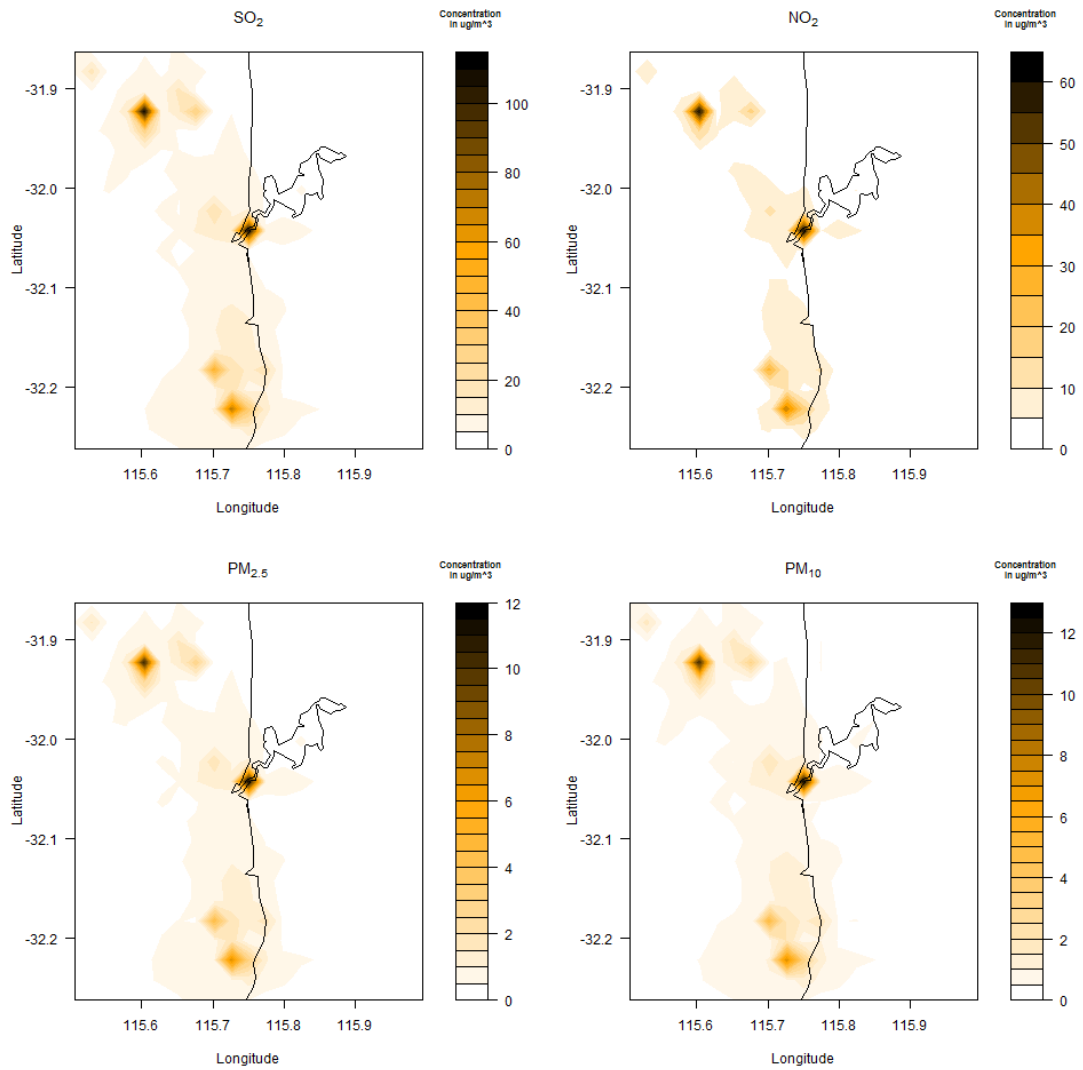 SO2
Concentration
in ug/m^3
-31.9
-32.0
-32.1
-32.2
Latitude
115.6 115.7 115.8 115.9
Longitude
100
80
60
40
20
0
NO2
Concentration
in ug/m^3
-31.9
-32.0
-32.1
-32.2
Latitude
115.6 115.7 115.8 115.9
Longitude
60
50
40
30
20
10
0
PM2.5
Concentration
in ug/m^3
-31.9
-32.0
-32.1
-32.2
Latitude
115.6 115.7 115.8 115.9
Longitude
12
10
8
6
4
2
0
PM10
Concentration
in ug/m^3
-31.9
-32.0
-32.1
-32.2
Latitude
115.6 115.7 115.8 115.9
Longitude
12
10
8
6
4
2
0